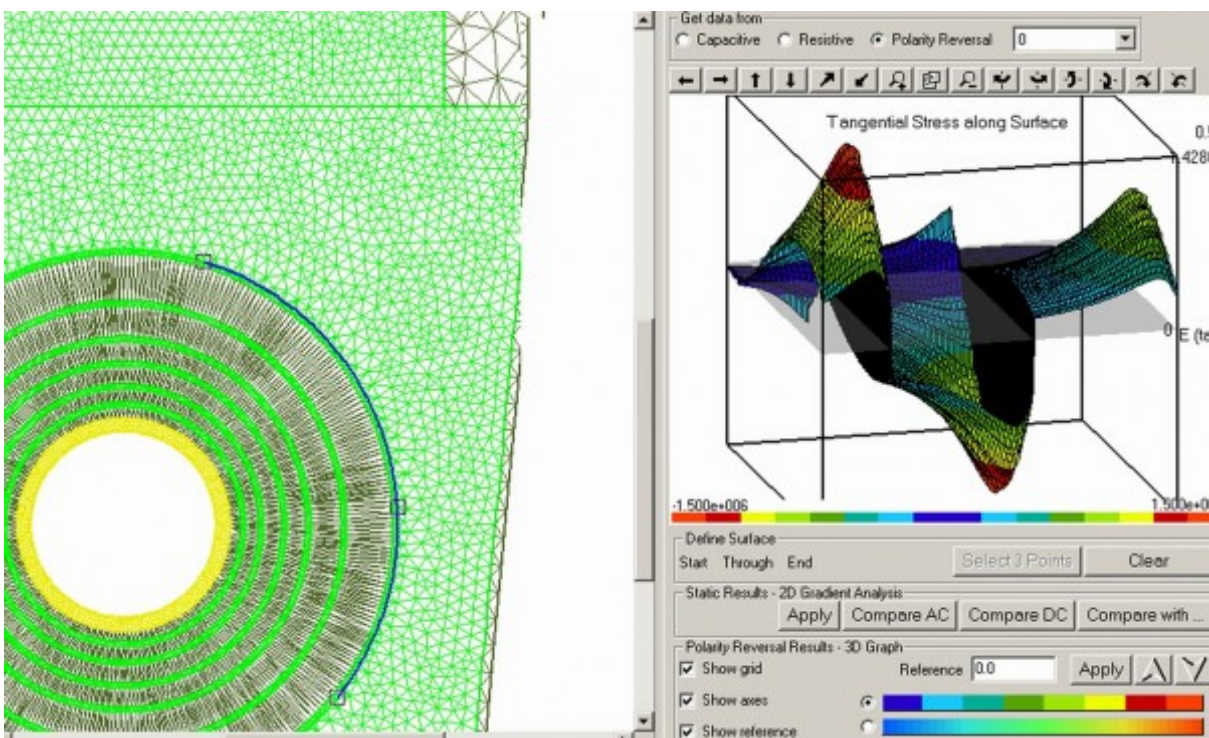 Get data from
Capacitive Resistive Polarity Reversal 0
Tangential Stress along Surface
0.
428
0 E (ta
-1.500e+006 1.500e+0
Define Surface
Start Through End Select 3 Points Clear
Static Results - 2D Gradient Analysis
Apply Compare AC Compare DC Compare with ...
Polarity Reversal Results - 3D Graph
Show grid Reference 0.0 Apply
Show axes
Show reference